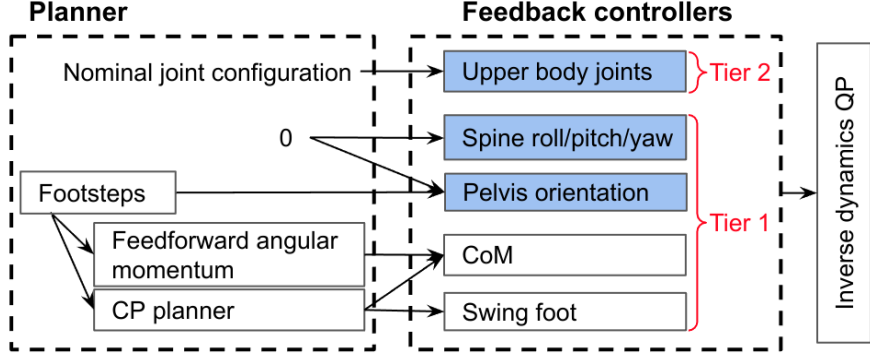 Planner
Feedback controllers
Nominal joint configuration
Upper body joints
Tier 2
0
Spine roll/pitch/yaw
Footsteps
Pelvis orientation
Tier 1
Feedforward angular
momentum
CoM
CP planner
Swing foot
Inverse dynamics QP